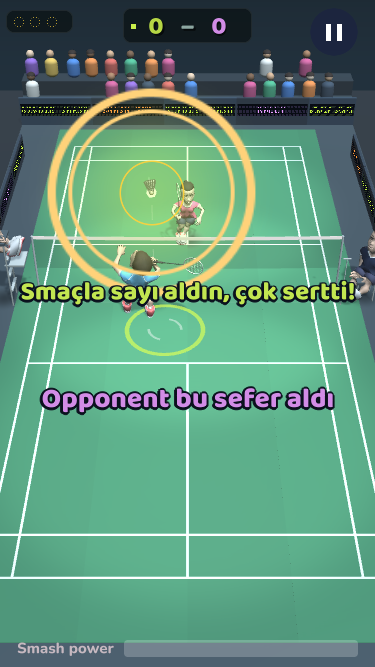 0 – 0
Smaçla sayı aldın, çok sertti!
Opponent bu sefer aldı
Smash power